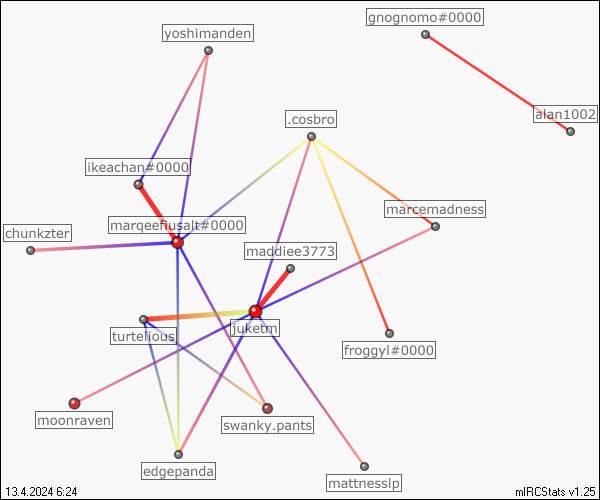 gnognomo#0000
yoshimanden
alan1002
.cosbro
ikeachan#0000
marcemadness
marqeefiusalt#0000
chunkzter
maddiee3773
juketm
turtelious
froggyl#0000
moonraven
swanky.pants
edgepanda
mattnesslp
13.4.2024 6:24
mIRCStats v1.25